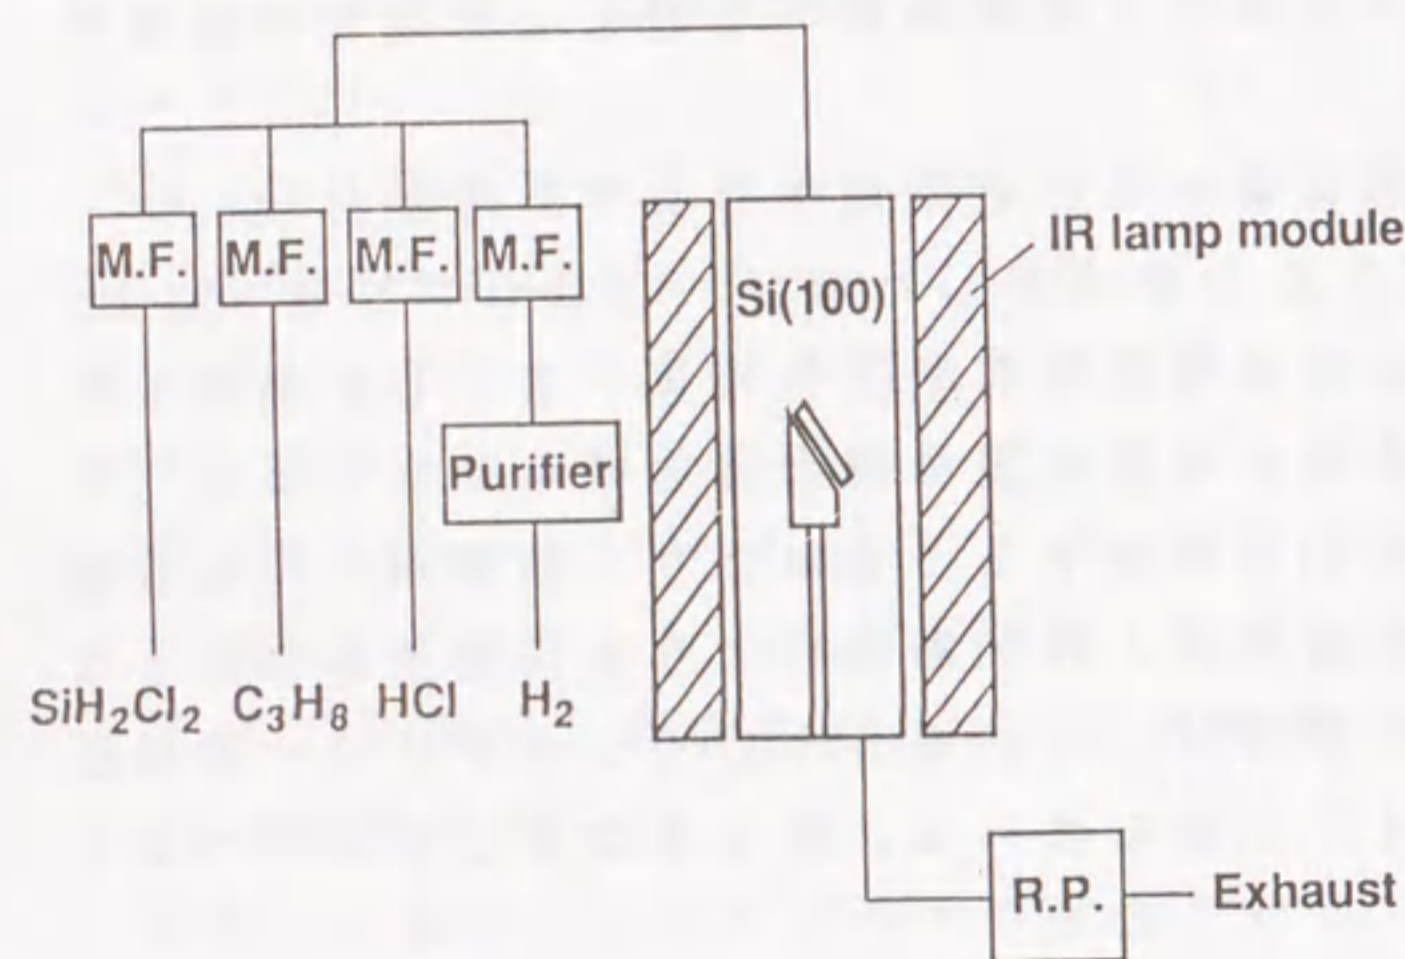 M.F. M.F. M.F. M.F.
IR lamp module
Si(100)
Purifier
SiH₂Cl₂ C₃H₈ HCl H₂
R.P. Exhaust